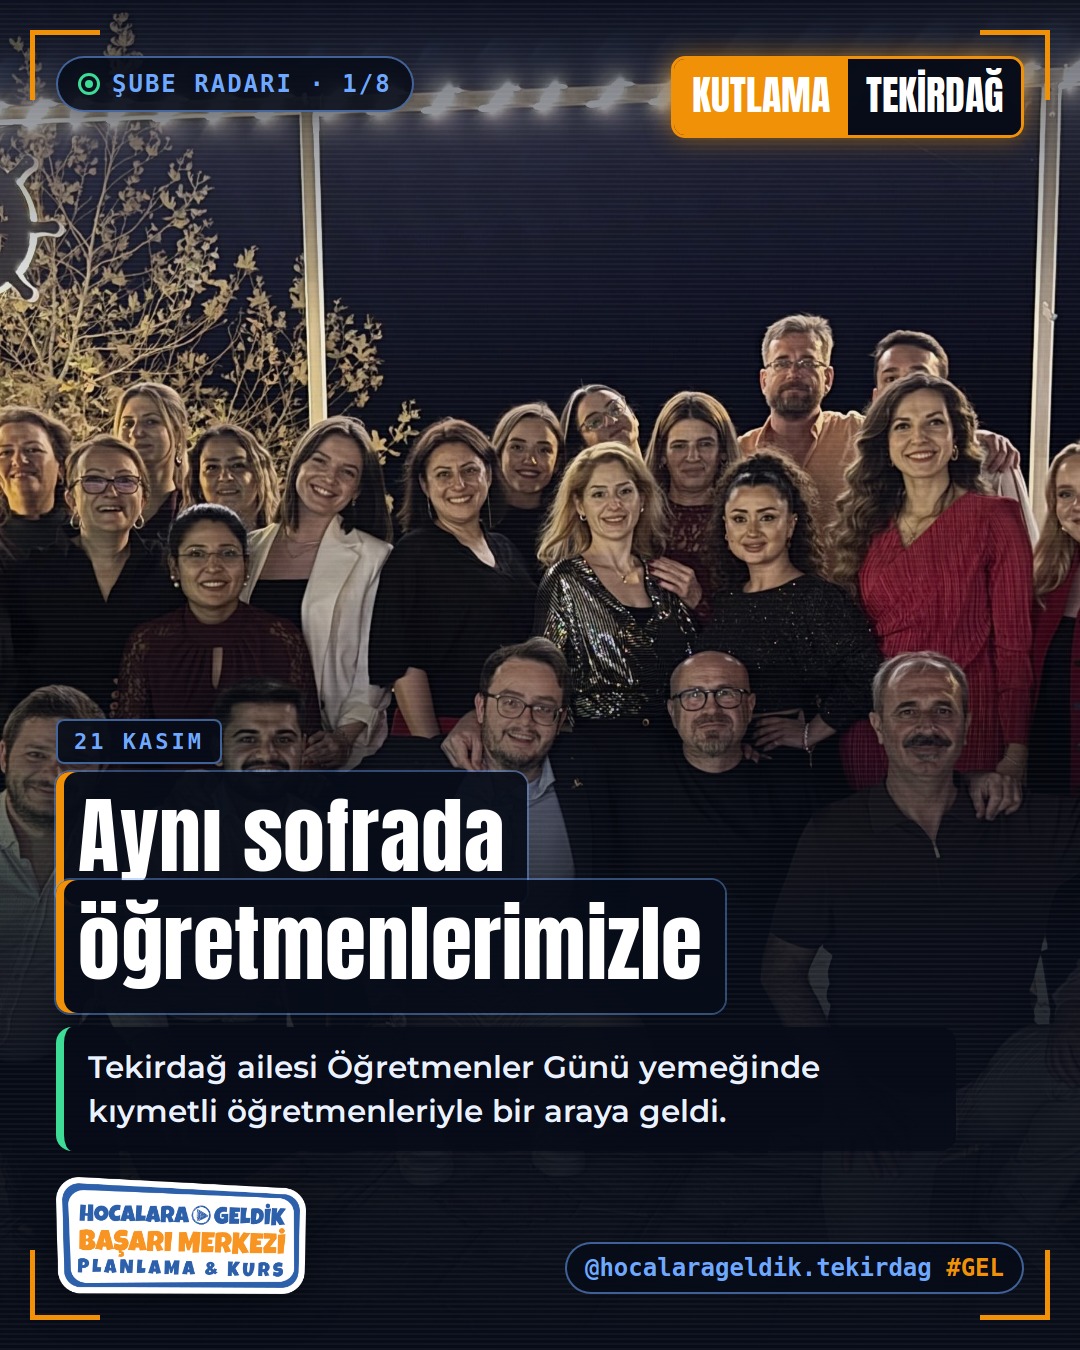 ŞUBE RADARI · 1/8
KUTLAMA TEKİRDAĞ
21 KASIM
Aynı sofrada
öğretmenlerimizle
Tekirdağ ailesi Öğretmenler Günü yemeğinde
kıymetli öğretmenleriyle bir araya geldi.
HOCALARA GELDİK
BAŞARI MERKEZİ
PLANLAMA & KURS
@hocalarageldik.tekirdag #GEL